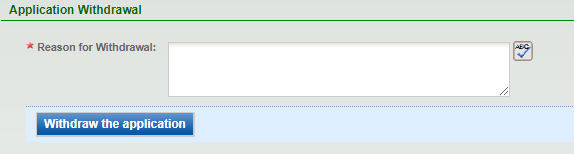 Application Withdrawal
* Reason for Withdrawal:
ABC
Withdraw the application